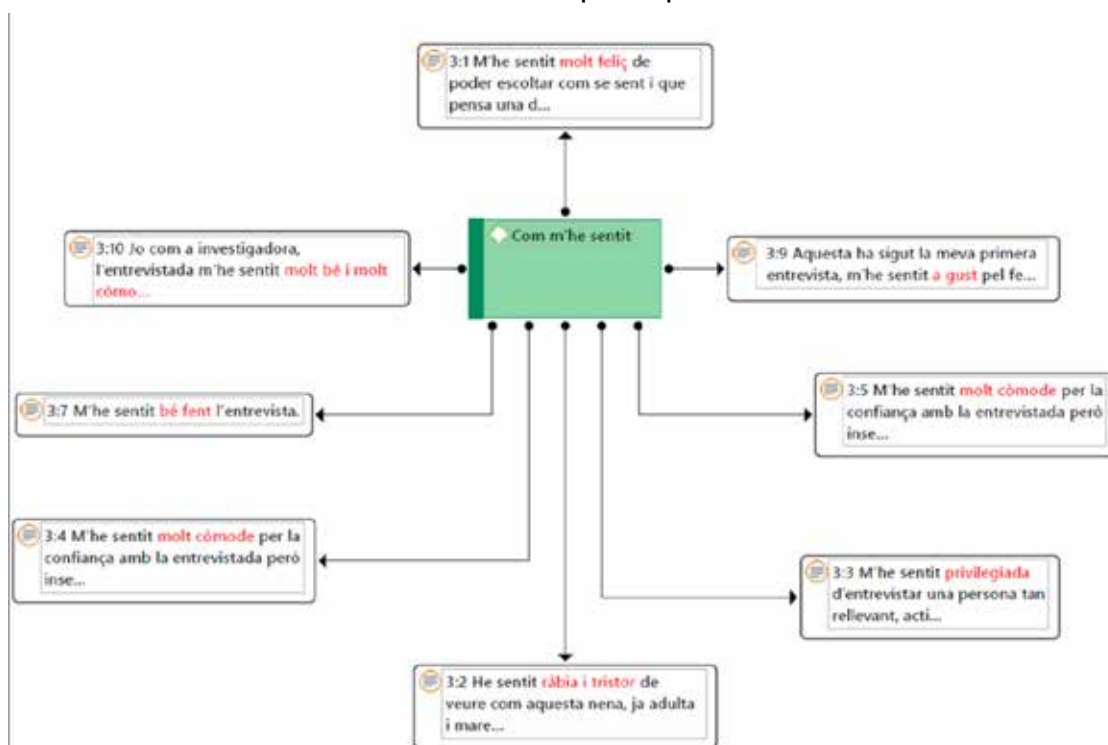 3:1 M'he sentit molt feliç de
poder escoltar com se sent i que
pensa una d...
Com m'he sentit
3:10 Jo com a investigadora,
l'entrevistada m'he sentit molt bé i molt
còmo...
3:9 Aquesta ha sigut la meva primera
entrevista, m'he sentit a gust pel fe...
3:7 M'he sentit bé fent l'entrevista.
3:5 M'he sentit molt còmode per la
confiança amb la entrevistada però
inse...
3:4 M'he sentit molt còmode per la
confiança amb la entrevistada però
inse...
3:3 M'he sentit privilegiada
d'entrevistar una persona tan
rellevant, acti...
3:2 He sentit ràbia i tristor de
veure com aquesta nena, ja adulta
i mare...